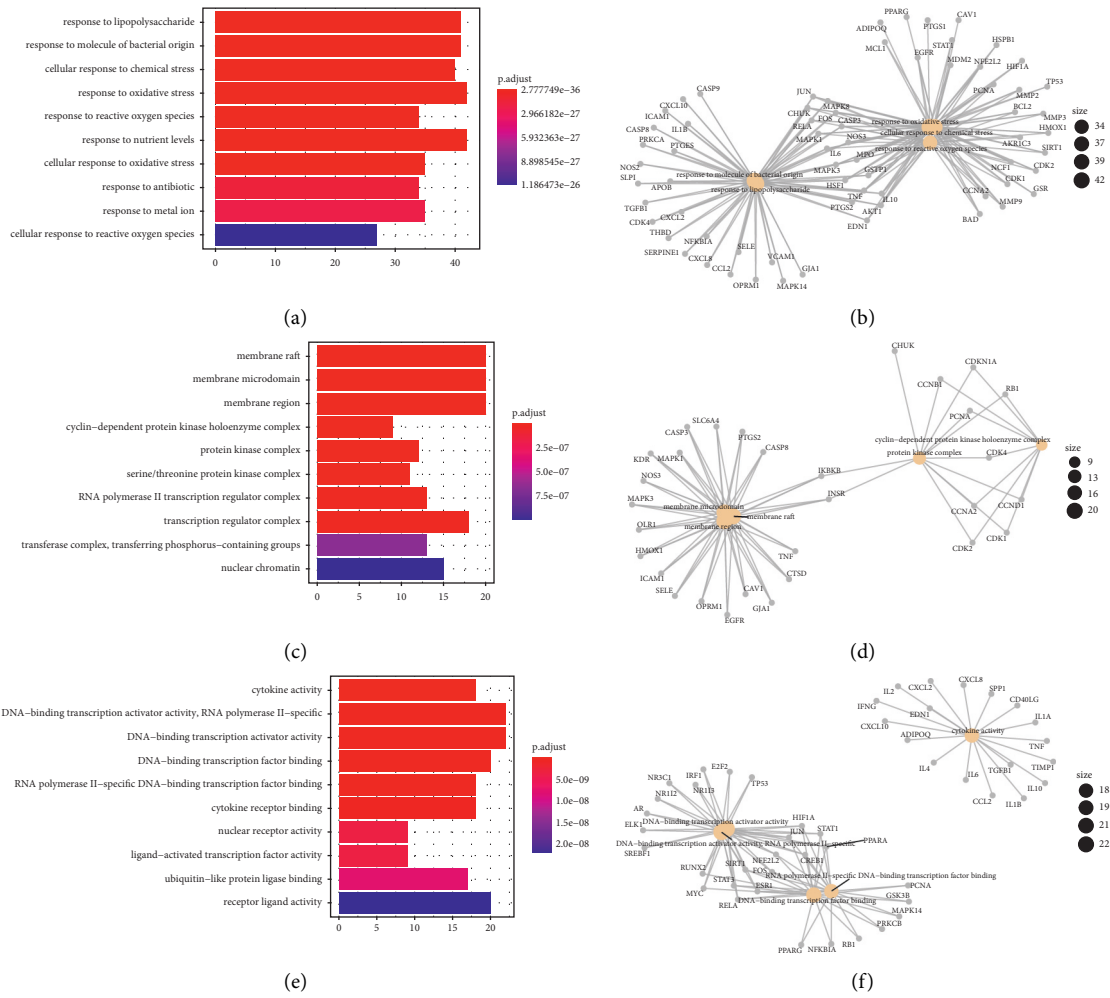 response to lipopolysaccharide
response to molecule of bacterial origin
cellular response to chemical stress
response to oxidative stress
response to reactive oxygen species
response to nutrient levels
cellular response to oxidative stress
response to antibiotic
response to metal ion
cellular response to reactive oxygen species
0 10 20 30 40
p.adjust
2.777749e−36
2.966182e−27
5.932363e−27
8.898545e−27
1.186473e−26
(a)
PPARG
CAV1
ADIPOQ
PTGS1
MCL1
STAT1
EGFR
HSPB1
MDM2
NFE2L2
HIF1A
TP53
PCNA
MMP2
BCL2
MMP3
HMOX1
AKR1C3
SIRT1
NCF1
CDK2
CDK1
GSR
CCNA2
MMP9
BAD
CASP9
JUN
CXCL10
CHUK
MAPK8
ICAM1
FOS
CASP3
CASP8
IL1B
RELA
PRKCA
MAPK1
NOS3
PTGES
IL6
MPO
NOS2
MAPK3
GSTP1
SLPI
APOB
HSF1
TNF
IL10
TGFB1
PTGS2
AKT1
CDK4
CXCL2
EDN1
THBD
NFKBIA
SELE
SERPINE1
CXCL8
VCAM1
CCL2
GJA1
OPRM1
MAPK14
response to oxidative stress
cellular response to chemical stress
response to reactive oxygen species
response to molecule of bacterial origin
response to lipopolysaccharide
size
34
37
39
42
(b)
membrane raft
membrane microdomain
membrane region
cyclin−dependent protein kinase holoenzyme complex
protein kinase complex
serine/threonine protein kinase complex
RNA polymerase II transcription regulator complex
transcription regulator complex
transferase complex, transferring phosphorus−containing groups
nuclear chromatin
0 5 10 15 20
p.adjust
2.5e−07
5.0e−07
7.5e−07
(c)
CHUK
CDKN1A
CCNB1
RB1
PCNA
cyclin−dependent protein kinase holoenzyme complex
protein kinase complex
CDK4
CCND1
CCNA2
CDK1
CDK2
SLC6A4
CASP3
PTGS2
CASP8
KDR
MAPK1
IKBKB
NOS3
INSR
MAPK3
membrane microdomain
membrane raft
membrane region
OLR1
HMOX1
TNF
ICAM1
CTSD
SELE
CAV1
OPRM1
GJA1
EGFR
size
9
13
16
20
(d)
cytokine activity
DNA−binding transcription activator activity, RNA polymerase II−specific
DNA−binding transcription activator activity
DNA−binding transcription factor binding
RNA polymerase II−specific DNA−binding transcription factor binding
cytokine receptor binding
nuclear receptor activity
ligand−activated transcription factor activity
ubiquitin−like protein ligase binding
receptor ligand activity
0 5 10 15 20
p.adjust
5.0e−09
1.0e−08
1.5e−08
2.0e−08
(e)
CXCL8
IL2
CXCL2
SPP1
CD40LG
IFNG
EDN1
IL1A
CXCL10
cytokine activity
ADIPOQ
TNF
TIMP1
IL4
IL6
TGFB1
IL10
CCL2
IL1B
E2F2
IRF1
TP53
NR3C1
NR1I3
NR1I2
AR
HIF1A
ELK1
DNA−binding transcription activator activity
JUN
STAT1
SREBF1
DNA−binding transcription activator activity, RNA polymerase II−specific
PPARA
NFE2L2
CREB1
SIRT1
RUNX2
FOS
RNA polymerase II−specific DNA−binding transcription factor binding
STAT3
ESR1
PCNA
MYC
GSK3B
DNA−binding transcription factor binding
RELA
MAPK14
PRKCB
RB1
PPARG
NFKBIA
size
18
19
21
22
(f)